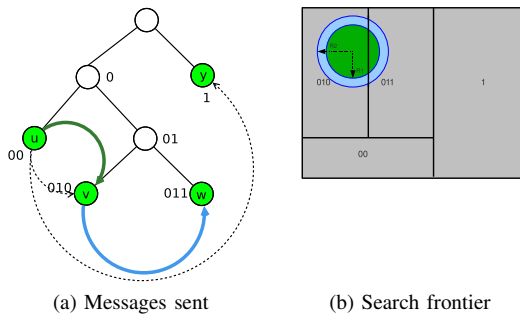 y
0
1
u
01
00
010
v
011
w
(a) Messages sent
010
011
1
00
(b) Search frontier